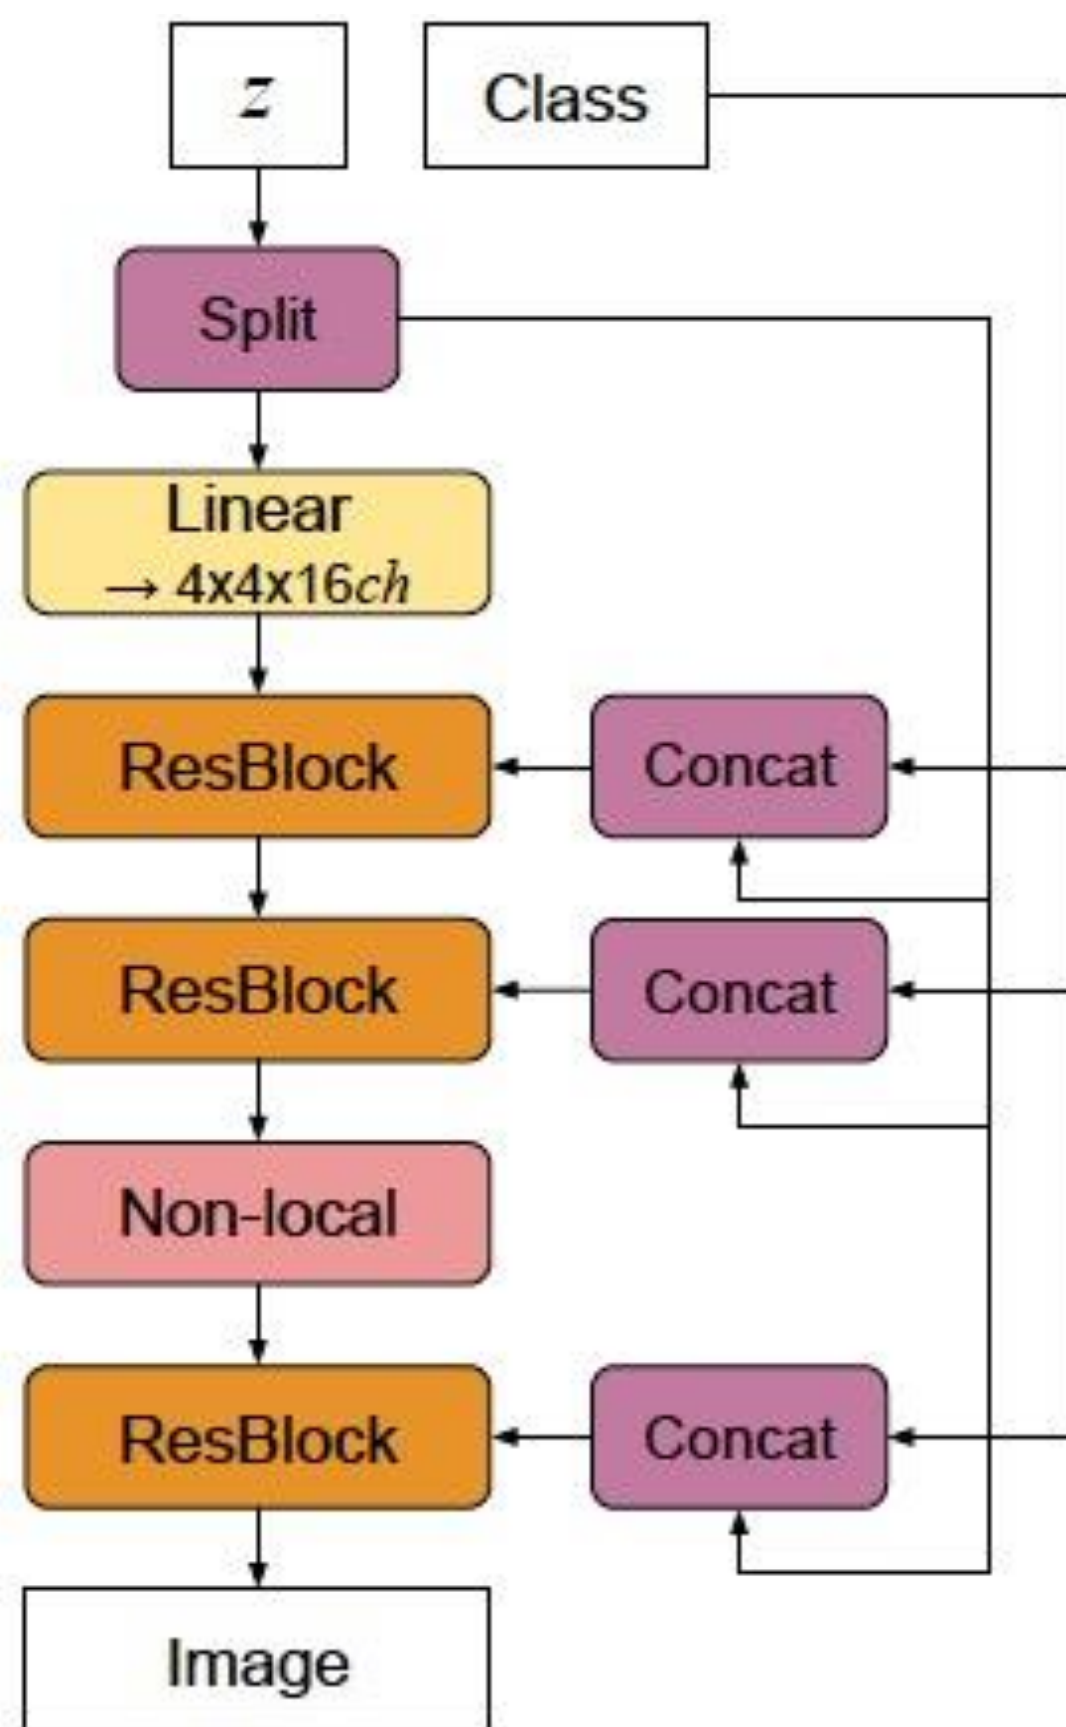 z
Class
Split
Linear
→ 4x4x16ch
ResBlock
Concat
ResBlock
Concat
Non-local
ResBlock
Concat
Image